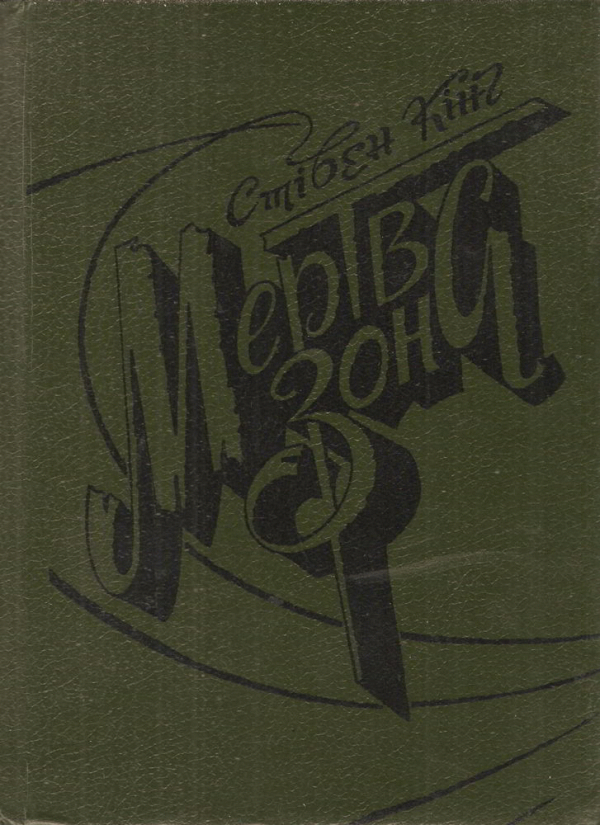 Стівен Кінг
Мертва
зона